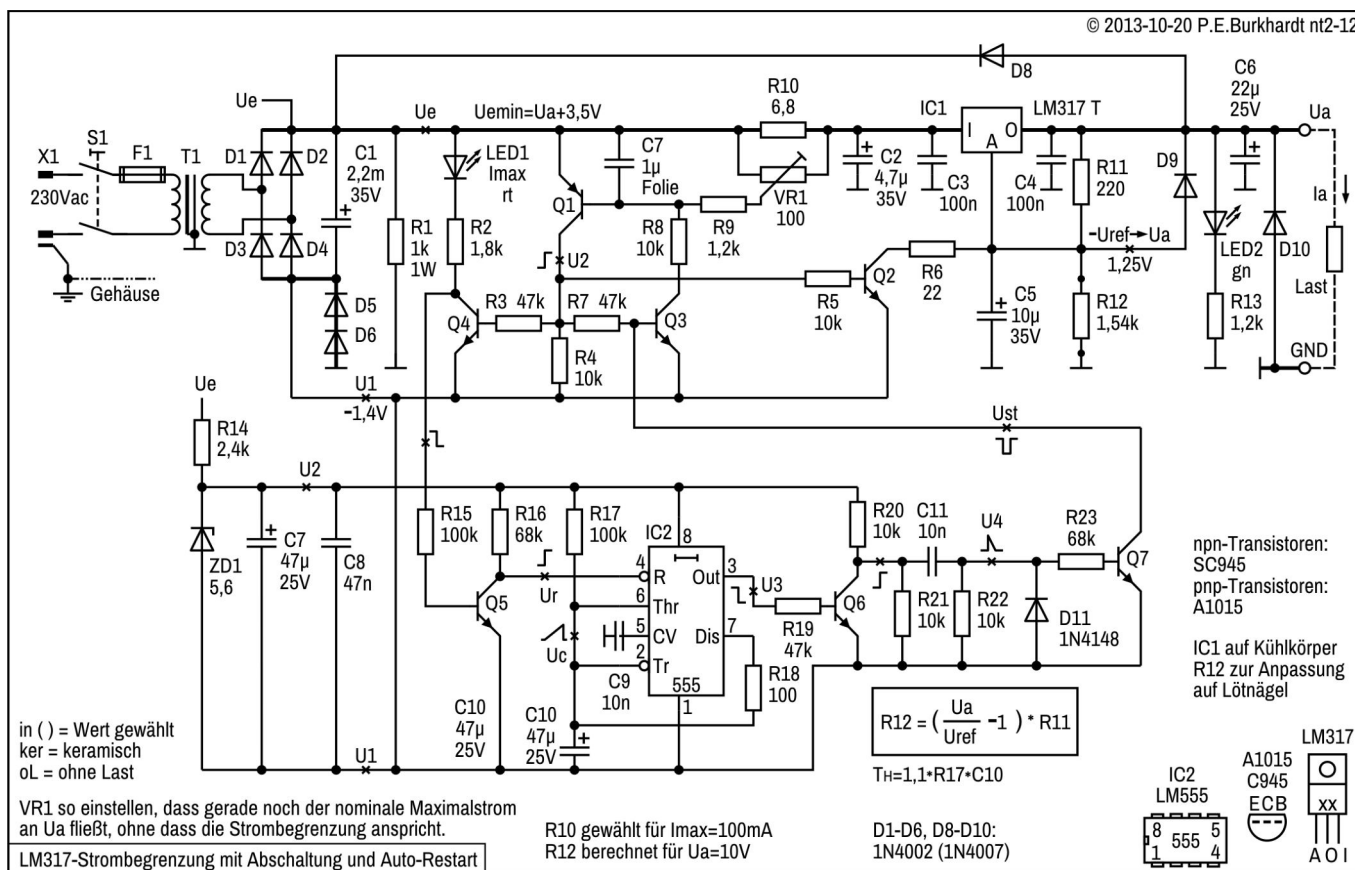 © 2013-10-20 P.E.Burkhardt nt2-12
D8
Ue
Ue
Uemin=Ua+3,5V
R10
6,8
IC1
LM317 T
C6
22µ
25V
Ua
X1
S1
F1
T1
D1
D2
C1
2,2m
35V
LED1
Imax
rt
C7
1µ
Folie
VR1
100
C2
4,7µ
35V
I
O
A
C3
100n
C4
100n
R11
220
D9
230Vac
Q1
Ia
D3
D4
R1
1k
1W
R2
1,8k
U2
R8
10k
R9
1,2k
Uref
Ua
1,25V
LED2
gn
D10
Last
Gehäuse
D5
D6
Q4
R3 47k
R7 47k
Q3
R5
10k
Q2
R6
22
C5
10µ
35V
R12
1,54k
R13
1,2k
GND
R4
10k
Ue
U1
-1,4V
Ust
R14
2,4k
U2
R15
100k
R16
68k
R17
100k
IC2
8
R20
10k
C11
10n
U4
R23
68k
ZD1
5,6
C7
47µ
25V
C8
47n
Q5
Ur
4
R
Out
3
U3
Q6
Q7
6
Thr
5
CV
Dis
7
2
Tr
Uc
C9
10n
555
1
R19
47k
R18
100
R21
10k
R22
10k
D11
1N4148
npn-Transistoren:
SC945
pnp-Transistoren:
A1015
IC1 auf Kühlkörper
R12 zur Anpassung
auf Lötnägel
C10
47µ
25V
C10
47µ
25V
U1
R12 = ( Ua / Uref -1 ) * R11
TH=1,1*R17*C10
in ( ) = Wert gewählt
ker = keramisch
oL = ohne Last
VR1 so einstellen, dass gerade noch der nominale Maximalstrom
an Ua fließt, ohne dass die Strombegrenzung anspricht.
LM317-Strombegrenzung mit Abschaltung und Auto-Restart
R10 gewählt für Imax=100mA
R12 berechnet für Ua=10V
D1-D6, D8-D10:
1N4002 (1N4007)
IC2
LM555
8
5
555
1
4
A1015
C945
ECB
LM317
xx
A O I